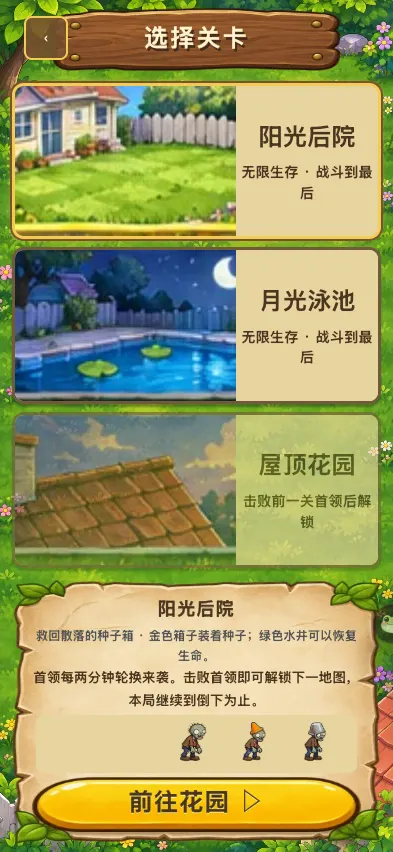 ‹
选择关卡
阳光后院
无限生存 · 战斗到最
后
月光泳池
无限生存 · 战斗到最
后
屋顶花园
击败前一关首领后解
锁
阳光后院
救回散落的种子箱 · 金色箱子装着种子；绿色水井可以恢复
生命。
首领每两分钟轮换来袭。击败首领即可解锁下一地图，
本局继续到倒下为止。
前往花园 ▷